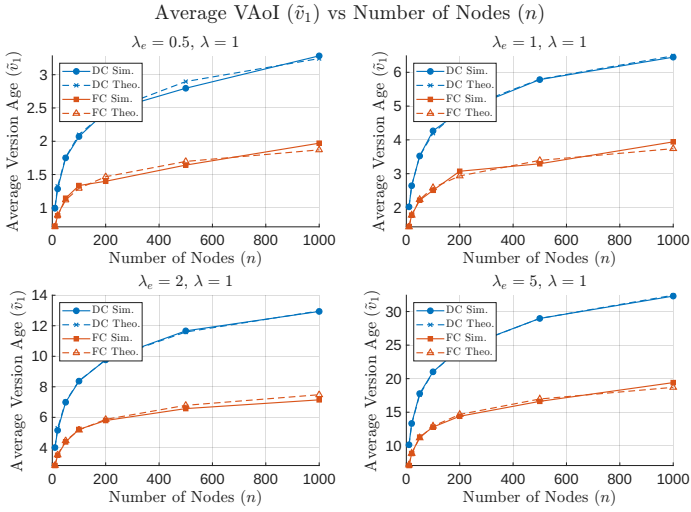 Average VAoI (ṽ₁) vs Number of Nodes (n)
λₑ = 0.5, λ = 1
Average Version Age (ṽ₁)
3
2.5
2
1.5
1
DC Sim.
DC Theo.
FC Sim.
FC Theo.
0 200 400 600 800 1000
Number of Nodes (n)
λₑ = 1, λ = 1
Average Version Age (ṽ₁)
6
5
4
3
2
DC Sim.
DC Theo.
FC Sim.
FC Theo.
0 200 400 600 800 1000
Number of Nodes (n)
λₑ = 2, λ = 1
Average Version Age (ṽ₁)
14
12
10
8
6
4
DC Sim.
DC Theo.
FC Sim.
FC Theo.
0 200 400 600 800 1000
Number of Nodes (n)
λₑ = 5, λ = 1
Average Version Age (ṽ₁)
30
25
20
15
10
DC Sim.
DC Theo.
FC Sim.
FC Theo.
0 200 400 600 800 1000
Number of Nodes (n)